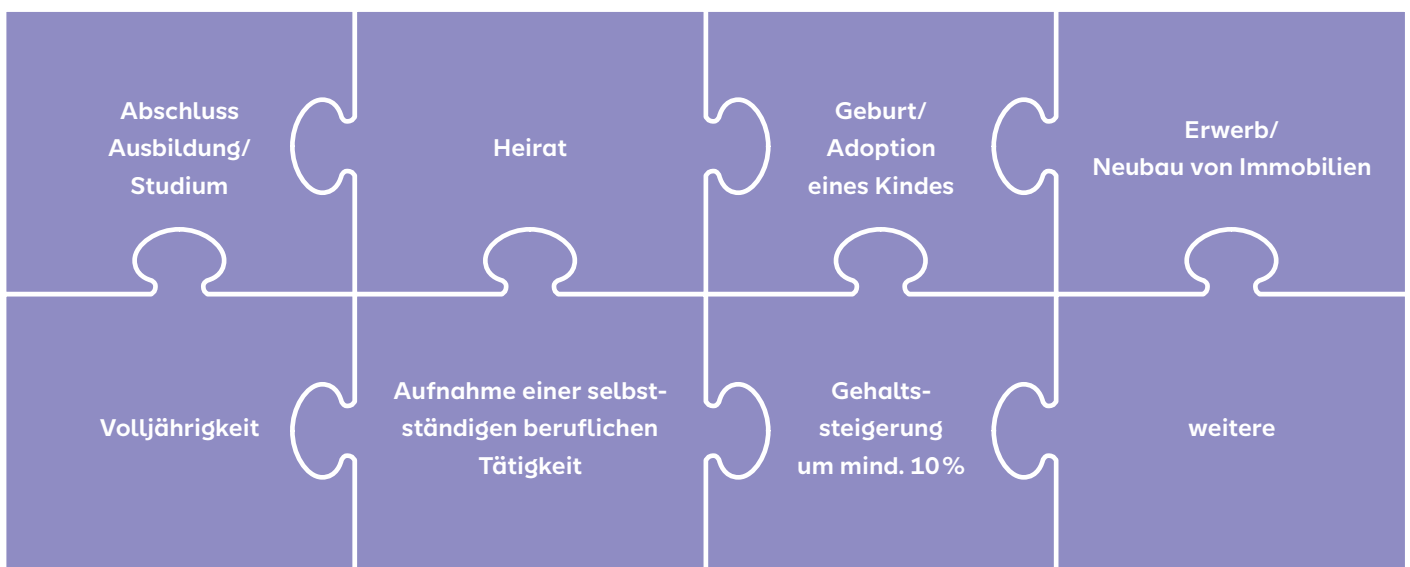 Abschluss
Ausbildung/
Studium
Heirat
Geburt/
Adoption
eines Kindes
Erwerb/
Neubau von Immobilien
Volljährigkeit
Aufnahme einer selbst-
ständigen beruflichen
Tätigkeit
Gehalts-
steigerung
um mind. 10 %
weitere